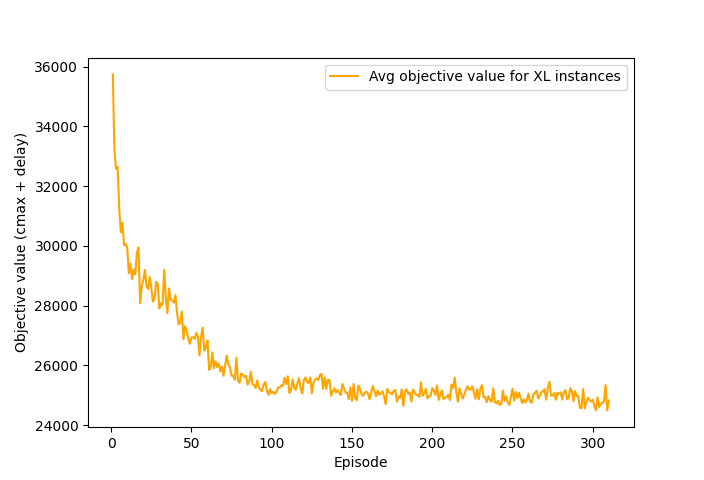 Avg objective value for XL instances
Objective value (cmax + delay)
36000
34000
32000
30000
28000
26000
24000
0 50 100 150 200 250 300
Episode